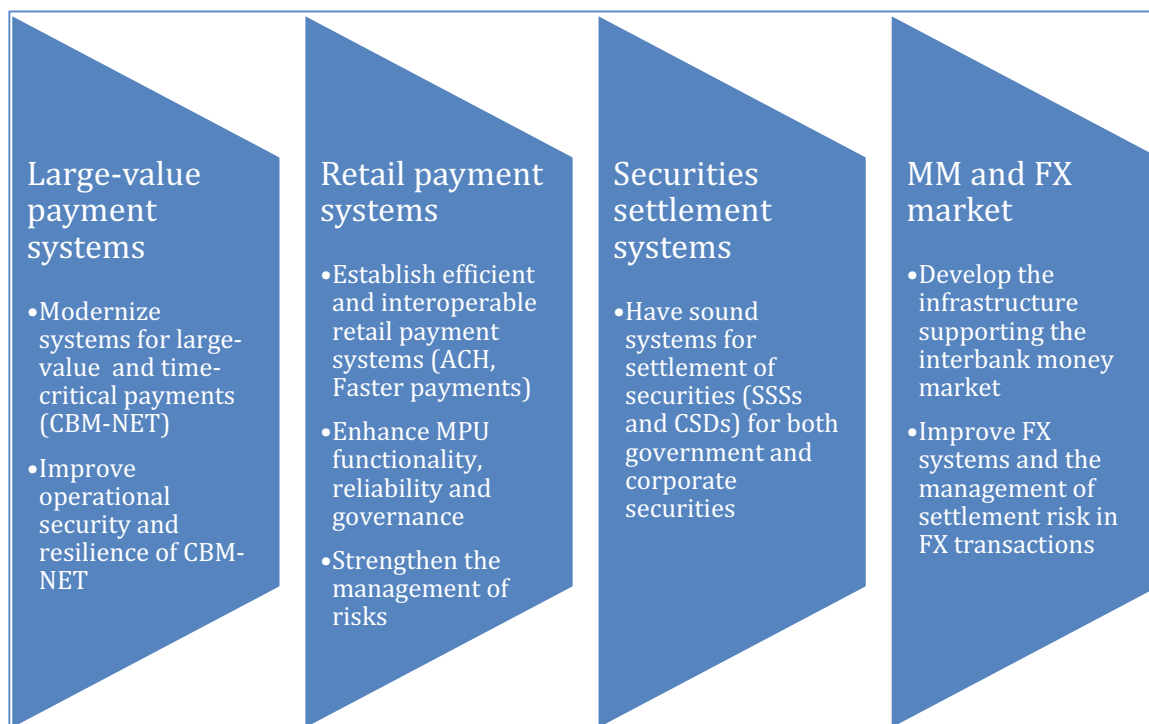 Large-value
payment
systems
•Modernize
systems for large-
value  and time-
critical payments
(CBM-NET)
•Improve
operational
security and
resilience of CBM-
NET
Retail payment
systems
•Establish efficient
and interoperable
retail payment
systems (ACH,
Faster payments)
•Enhance MPU
functionality,
reliability and
governance
•Strengthen the
management of
risks
Securities
settlement
systems
•Have sound
systems for
settlement of
securities (SSSs
and CSDs) for both
government and
corporate
securities
MM and FX
market
•Develop the
infrastructure
supporting the
interbank money
market
•Improve FX
systems and the
management of
settlement risk in
FX transactions